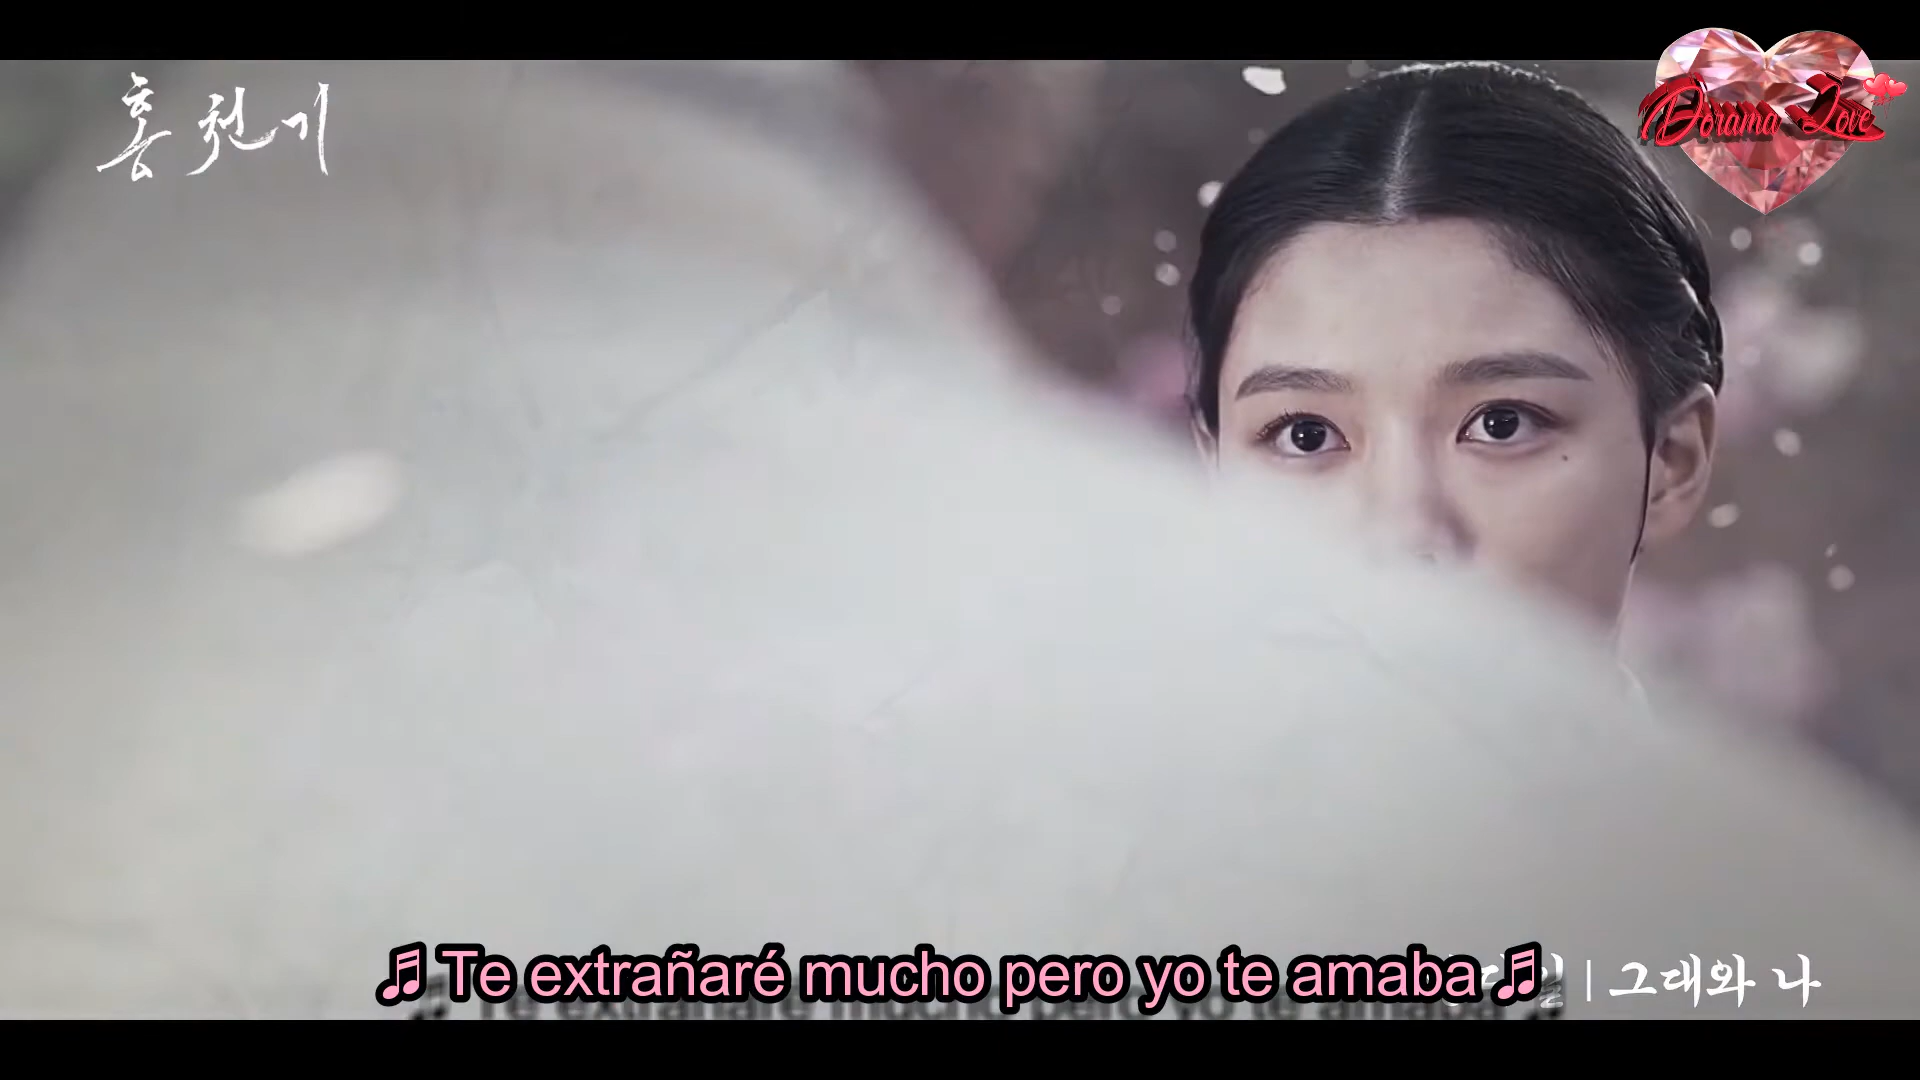 홍천기
Dorama Love
♫ Te extrañaré mucho pero yo te amaba ♫
| 그대와 나